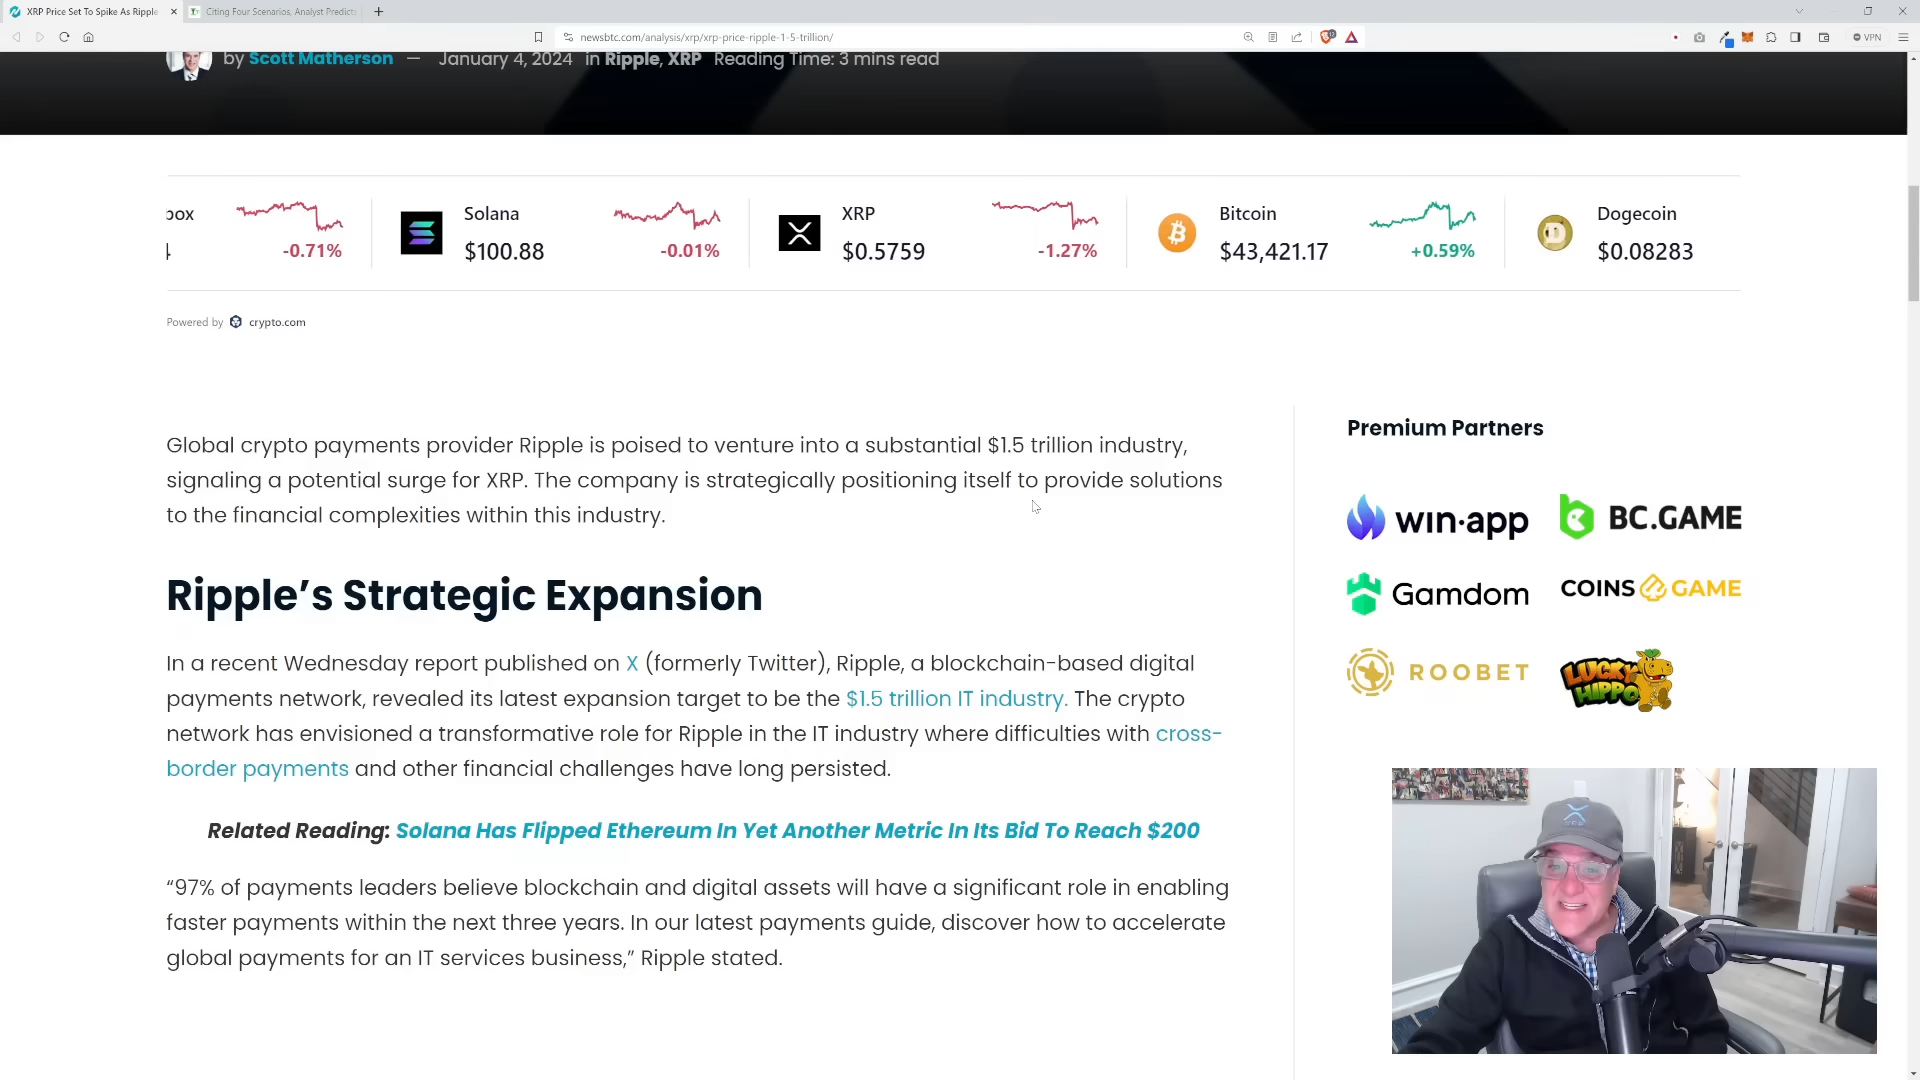 XRP Price Set To Spike As Ripple
Citing Four Scenarios, Analyst Predicts
newsbtc.com/analysis/xrp/xrp-price-ripple-1-5-trillion/
VPN
by Scott Matherson — January 4, 2024 in Ripple, XRP Reading Time: 3 mins read
box
-0.71%
Solana
$100.88
-0.01%
XRP
$0.5759
-1.27%
Bitcoin
$43,421.17
+0.59%
Dogecoin
$0.08283
Powered by crypto.com
Global crypto payments provider Ripple is poised to venture into a substantial $1.5 trillion industry,
signaling a potential surge for XRP. The company is strategically positioning itself to provide solutions
to the financial complexities within this industry.
Ripple’s Strategic Expansion
In a recent Wednesday report published on X (formerly Twitter), Ripple, a blockchain-based digital
payments network, revealed its latest expansion target to be the $1.5 trillion IT industry. The crypto
network has envisioned a transformative role for Ripple in the IT industry where difficulties with cross-
border payments and other financial challenges have long persisted.
Related Reading: Solana Has Flipped Ethereum In Yet Another Metric In Its Bid To Reach $200
“97% of payments leaders believe blockchain and digital assets will have a significant role in enabling
faster payments within the next three years. In our latest payments guide, discover how to accelerate
global payments for an IT services business,” Ripple stated.
Premium Partners
win.app
BC.GAME
Gamdom
COINS GAME
ROOBET
LUCKY
HIPPO